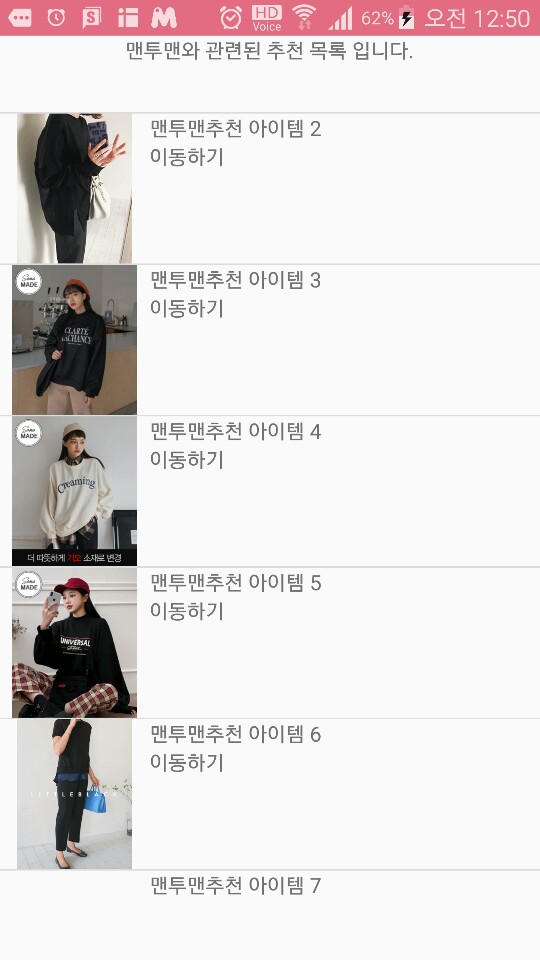 HD
Voice
62%
오전 12:50
맨투맨와 관련된 추천 목록 입니다.
맨투맨추천 아이템 2
이동하기
맨투맨추천 아이템 3
이동하기
MADE
CLARTÉ
맨투맨추천 아이템 4
이동하기
MADE
Creaming
더 따뜻하게 기모 소재로 변경
맨투맨추천 아이템 5
이동하기
MADE
UNIVERSAL
맨투맨추천 아이템 6
이동하기
LITTLEBLACK
맨투맨추천 아이템 7